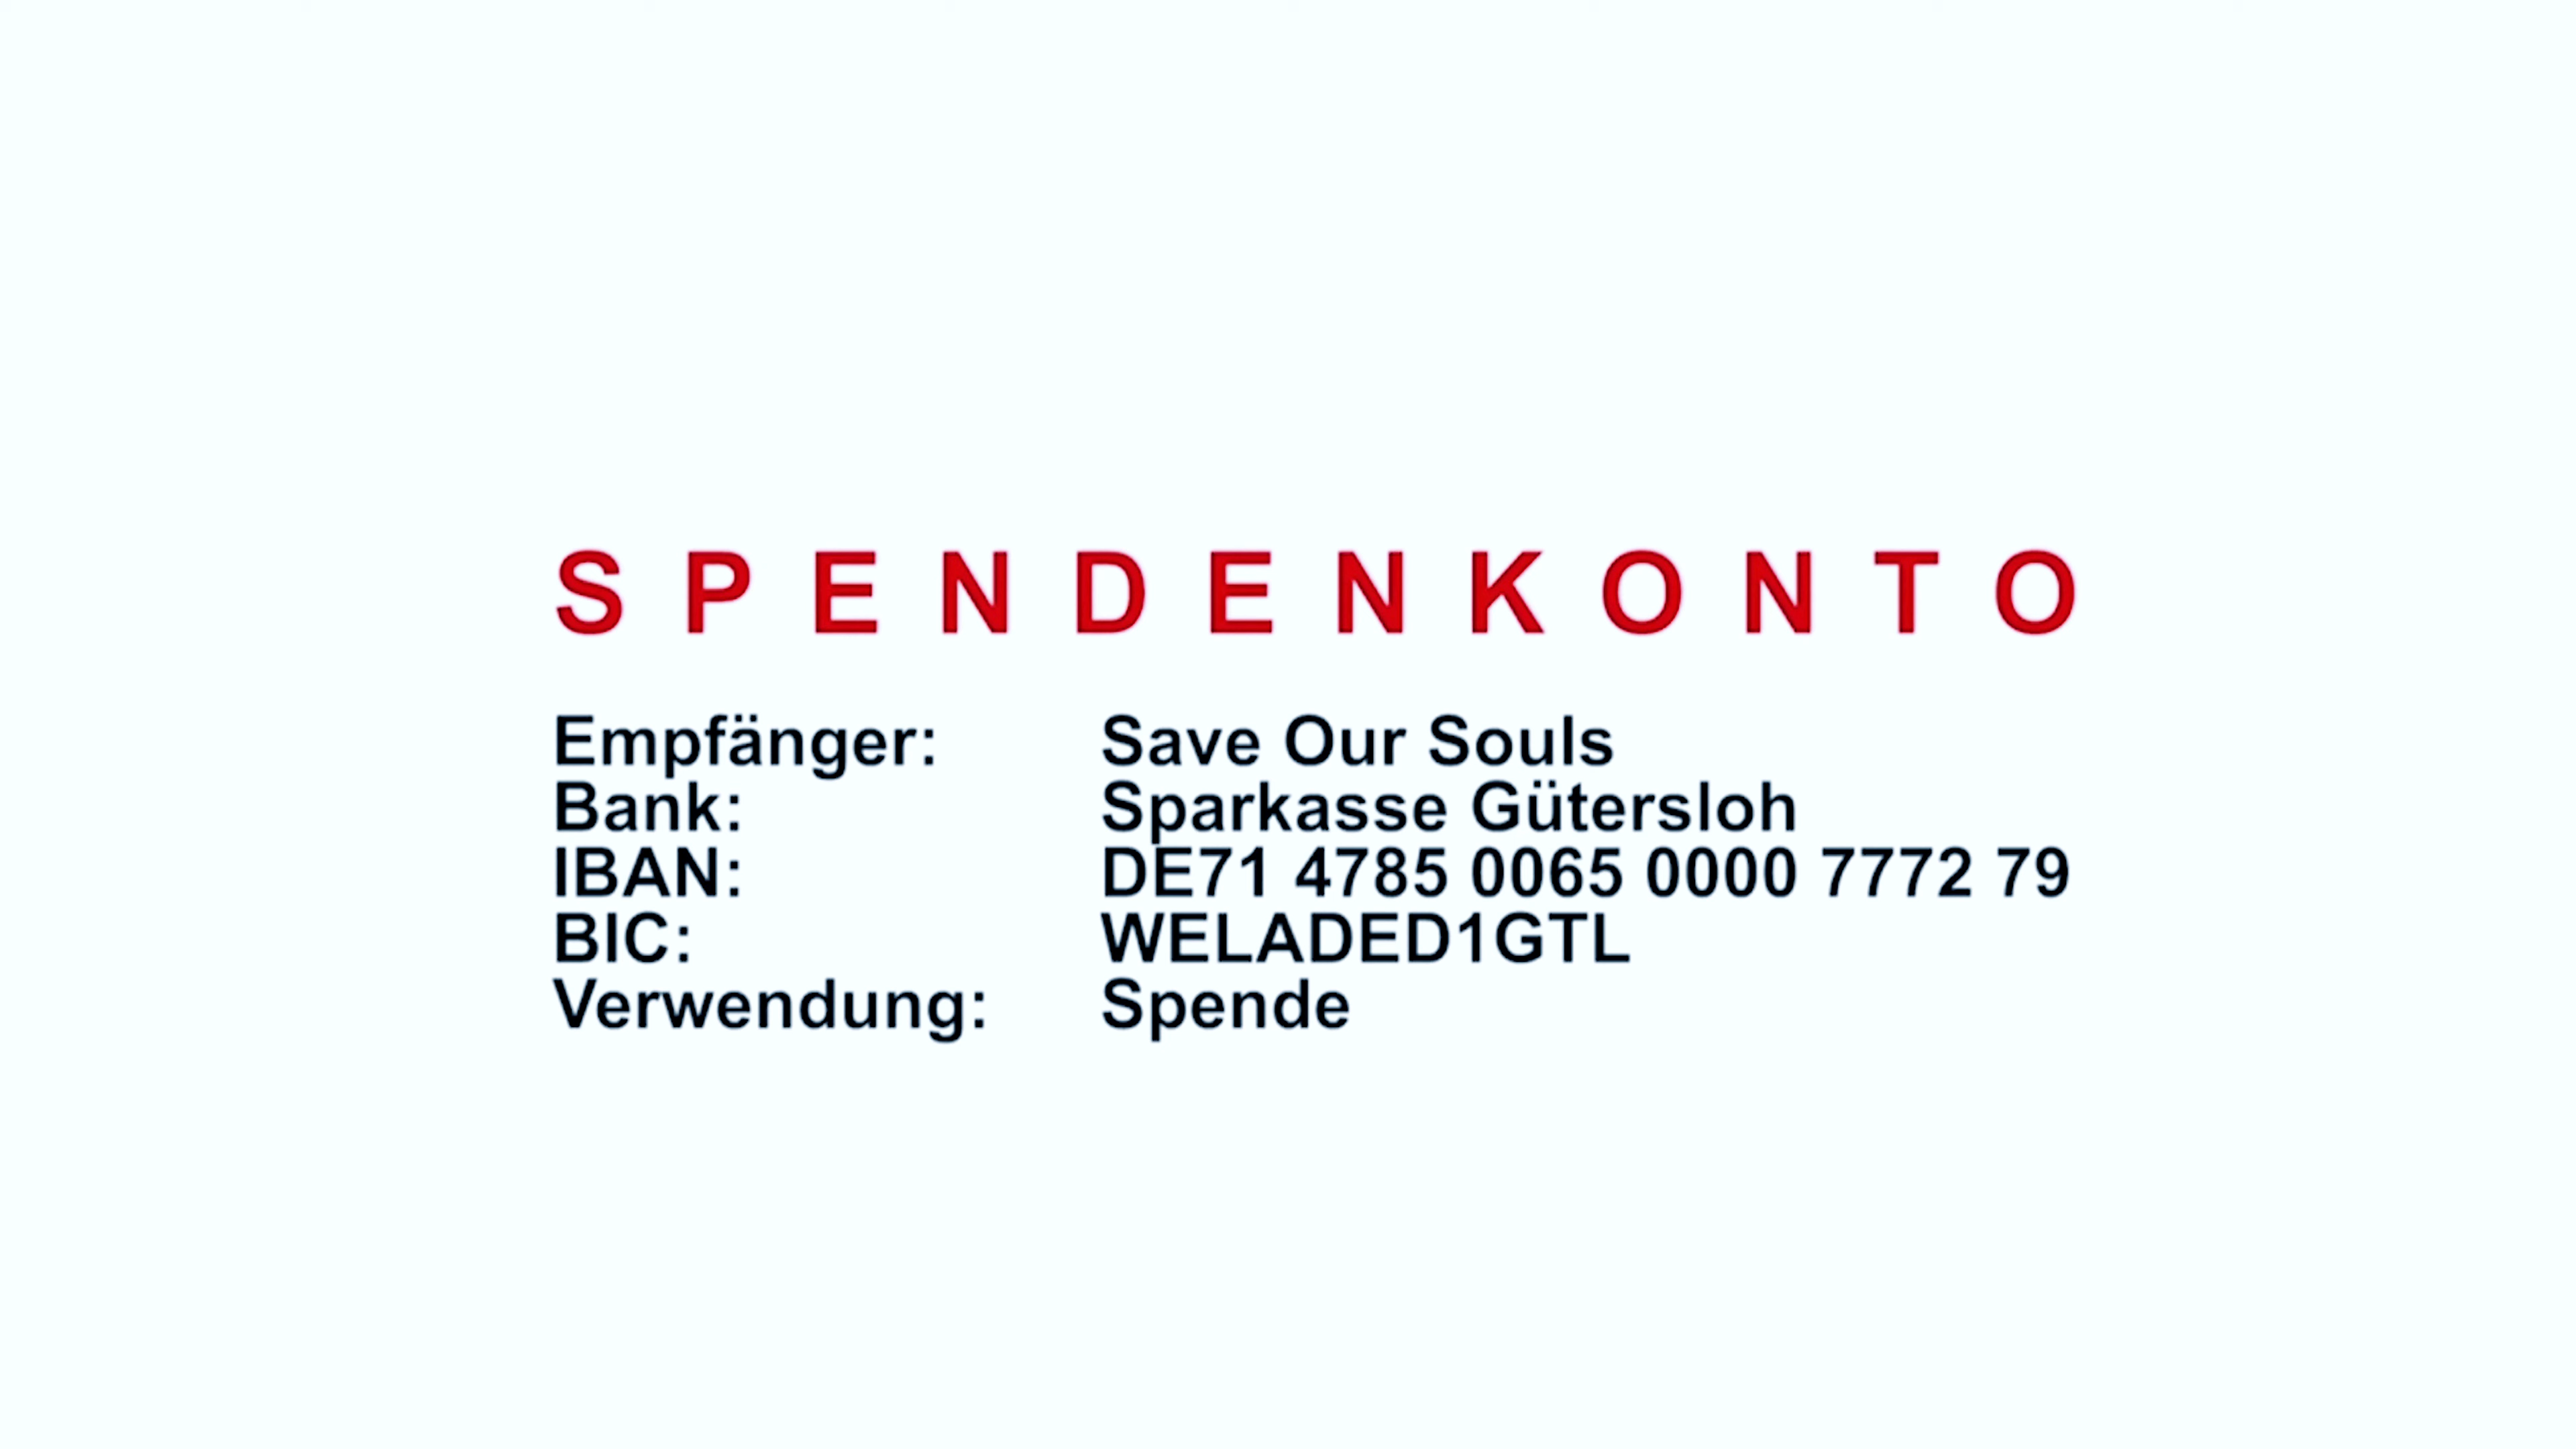 SPENDENKONTO
Empfänger: Save Our Souls
Bank: Sparkasse Gütersloh
IBAN: DE71 4785 0065 0000 7772 79
BIC: WELADED1GTL
Verwendung: Spende